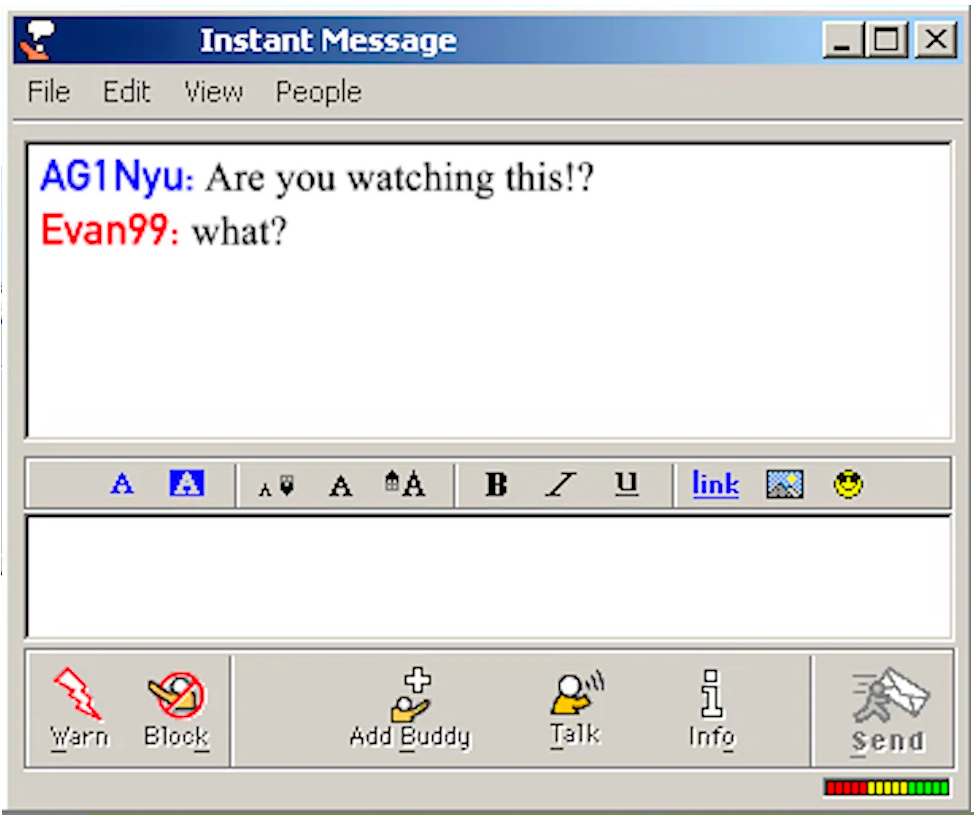 Instant Message
File Edit View People
AG1Nyu: Are you watching this!?
Evan99: what?
A A A A A B I U link
Warn Block Add Buddy Talk Info Send